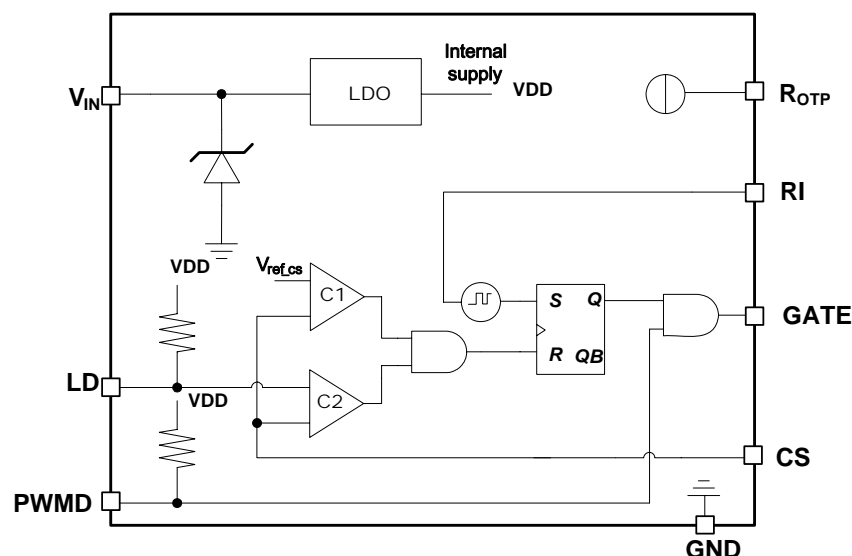 Internal
supply
VDD
LDO
VIN
ROTP
RI
VDD
Vref_cs
C1
S Q
GATE
R QB
LD
VDD
C2
CS
PWMD
GND